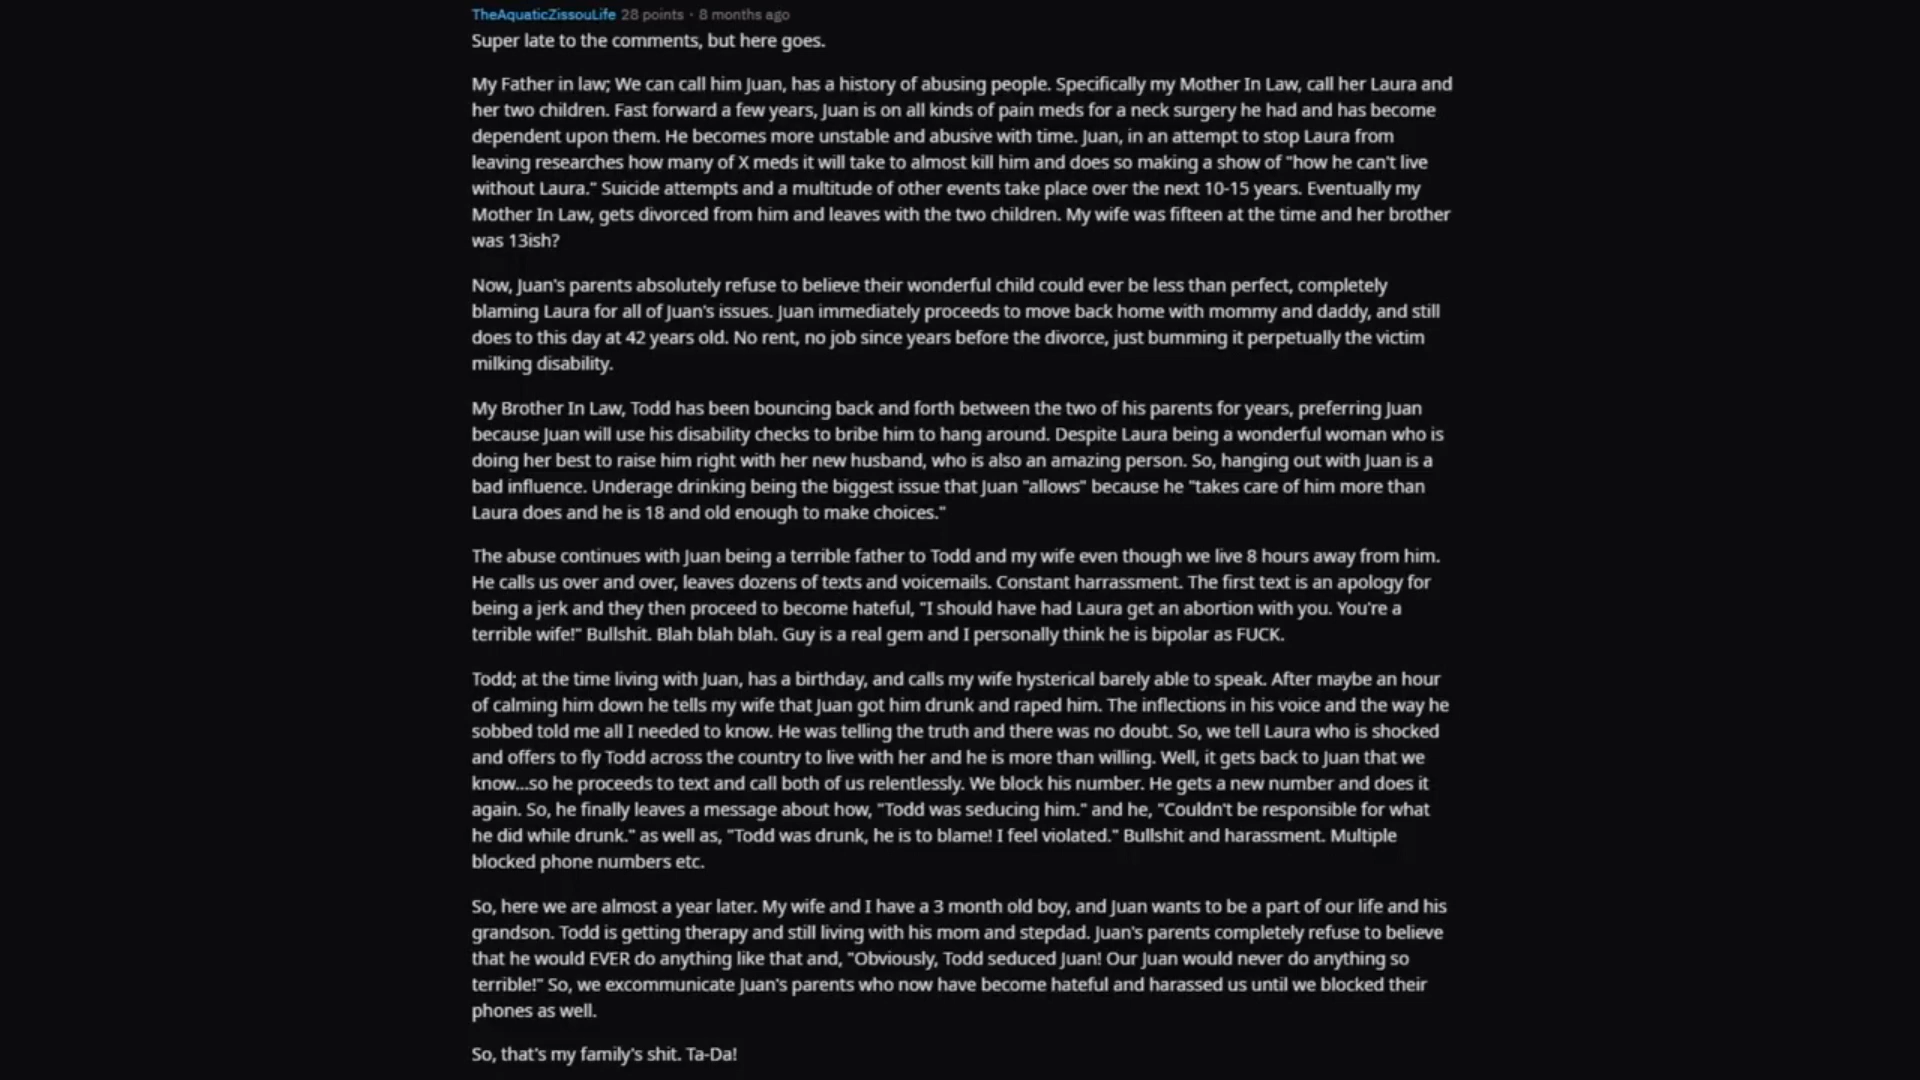 TheAquaticZissouLife 28 points · 8 months ago
Super late to the comments, but here goes.
My Father in law; We can call him Juan, has a history of abusing people. Specifically my Mother In Law, call her Laura and
her two children. Fast forward a few years, Juan is on all kinds of pain meds for a neck surgery he had and has become
dependent upon them. He becomes more unstable and abusive with time. Juan, in an attempt to stop Laura from
leaving researches how many of X meds it will take to almost kill him and does so making a show of "how he can't live
without Laura." Suicide attempts and a multitude of other events take place over the next 10-15 years. Eventually my
Mother In Law, gets divorced from him and leaves with the two children. My wife was fifteen at the time and her brother
was 13ish?
Now, Juan's parents absolutely refuse to believe their wonderful child could ever be less than perfect, completely
blaming Laura for all of Juan's issues. Juan immediately proceeds to move back home with mommy and daddy, and still
does to this day at 42 years old. No rent, no job since years before the divorce, just bumming it perpetually the victim
milking disability.
My Brother In Law, Todd has been bouncing back and forth between the two of his parents for years, preferring Juan
because Juan will use his disability checks to bribe him to hang around. Despite Laura being a wonderful woman who is
doing her best to raise him right with her new husband, who is also an amazing person. So, hanging out with Juan is a
bad influence. Underage drinking being the biggest issue that Juan "allows" because he "takes care of him more than
Laura does and he is 18 and old enough to make choices."
The abuse continues with Juan being a terrible father to Todd and my wife even though we live 8 hours away from him.
He calls us over and over, leaves dozens of texts and voicemails. Constant harrassment. The first text is an apology for
being a jerk and they then proceed to become hateful, "I should have had Laura get an abortion with you. You're a
terrible wife!" Bullshit. Blah blah blah. Guy is a real gem and I personally think he is bipolar as FUCK.
Todd; at the time living with Juan, has a birthday, and calls my wife hysterical barely able to speak. After maybe an hour
of calming him down he tells my wife that Juan got him drunk and raped him. The inflections in his voice and the way he
sobbed told me all I needed to know. He was telling the truth and there was no doubt. So, we tell Laura who is shocked
and offers to fly Todd across the country to live with her and he is more than willing. Well, it gets back to Juan that we
know...so he proceeds to text and call both of us relentlessly. We block his number. He gets a new number and does it
again. So, he finally leaves a message about how, "Todd was seducing him." and he, "Couldn't be responsible for what
he did while drunk." as well as, "Todd was drunk, he is to blame! I feel violated." Bullshit and harassment. Multiple
blocked phone numbers etc.
So, here we are almost a year later. My wife and I have a 3 month old boy, and Juan wants to be a part of our life and his
grandson. Todd is getting therapy and still living with his mom and stepdad. Juan's parents completely refuse to believe
that he would EVER do anything like that and, "Obviously, Todd seduced Juan! Our Juan would never do anything so
terrible!" So, we excommunicate Juan's parents who now have become hateful and harassed us until we blocked their
phones as well.
So, that's my family's shit. Ta-Da!